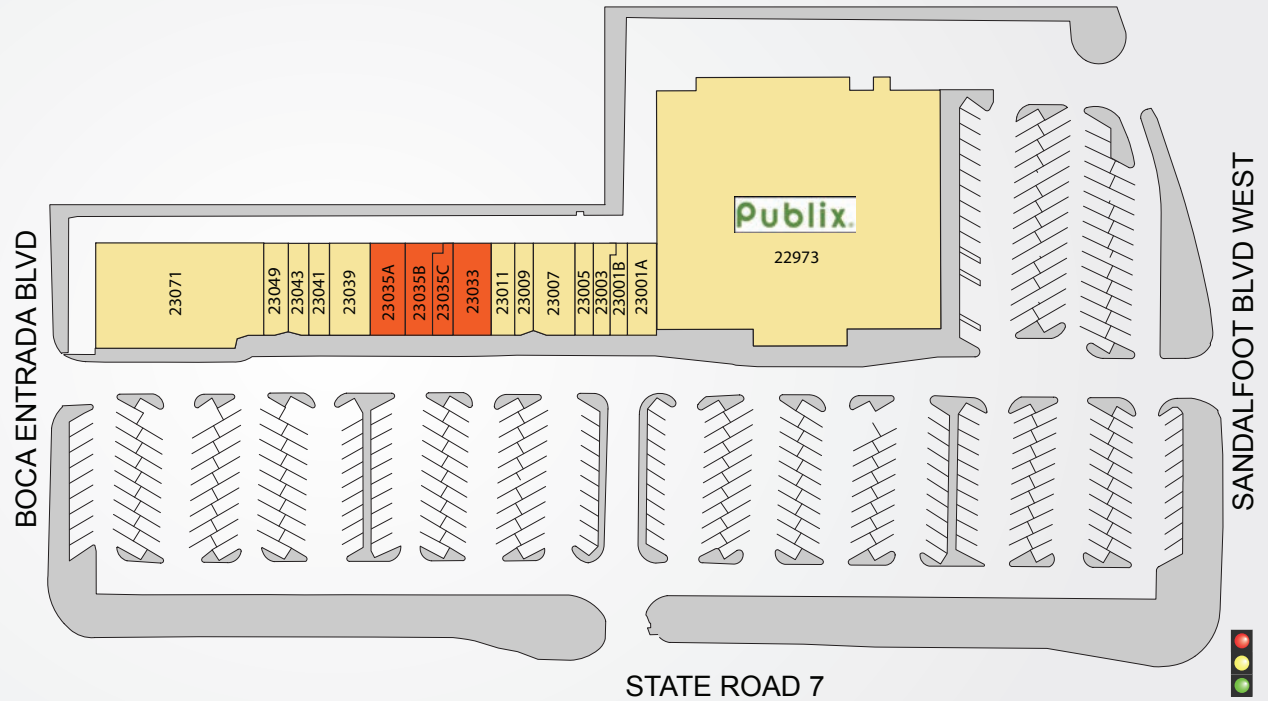 Publix.
22973
BOCA ENTRADA BLVD
23071
23049
23043
23041
23039
23035A
23035B
23035C
23033
23011
23009
23007
23005
23003
23001B
23001A
SANDALFOOT BLVD WEST
STATE ROAD 7